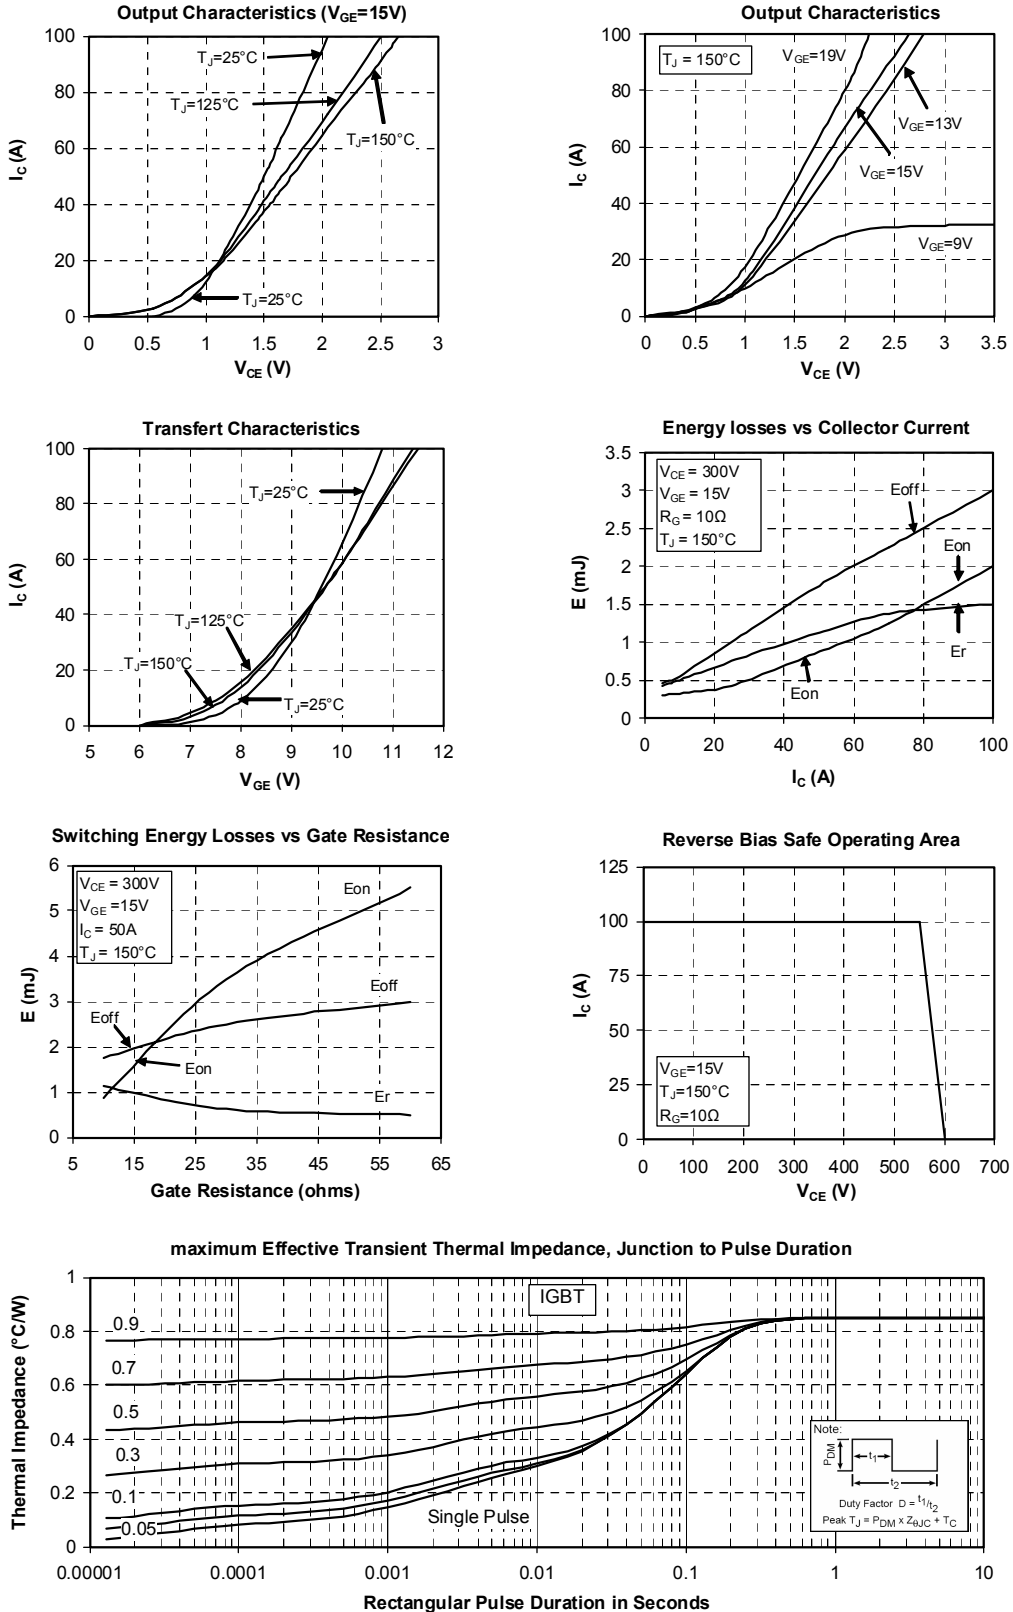 Output Characteristics (VGE=15V)
TJ=25°C
TJ=125°C
TJ=150°C
TJ=25°C
IC (A)
100
80
60
40
20
0
0 0.5 1 1.5 2 2.5 3
VCE (V)
Output Characteristics
TJ = 150°C
VGE=19V
VGE=13V
VGE=15V
VGE=9V
IC (A)
100
80
60
40
20
0
0 0.5 1 1.5 2 2.5 3 3.5
VCE (V)
Transfert Characteristics
TJ=25°C
TJ=125°C
TJ=150°C
TJ=25°C
IC (A)
100
80
60
40
20
0
5 6 7 8 9 10 11 12
VGE (V)
Energy losses vs Collector Current
VCE = 300V
VGE = 15V
RG = 10Ω
TJ = 150°C
Eoff
Eon
Er
Eon
E (mJ)
3.5
3
2.5
2
1.5
1
0.5
0
0 20 40 60 80 100
IC (A)
Switching Energy Losses vs Gate Resistance
VCE = 300V
VGE =15V
IC = 50A
TJ = 150°C
Eon
Eoff
Eoff
Eon
Er
E (mJ)
6
5
4
3
2
1
0
5 15 25 35 45 55 65
Gate Resistance (ohms)
Reverse Bias Safe Operating Area
VGE=15V
TJ=150°C
RG=10Ω
IC (A)
125
100
75
50
25
0
0 100 200 300 400 500 600 700
VCE (V)
maximum Effective Transient Thermal Impedance, Junction to Pulse Duration
IGBT
0.9
0.7
0.5
0.3
0.1
0.05
Single Pulse
Note:
PDM
t1
t2
Duty Factor D = t1/t2
Peak TJ = PDM x ZθJC + TC
Thermal Impedance (°C/W)
1
0.8
0.6
0.4
0.2
0
0.00001 0.0001 0.001 0.01 0.1 1 10
Rectangular Pulse Duration in Seconds